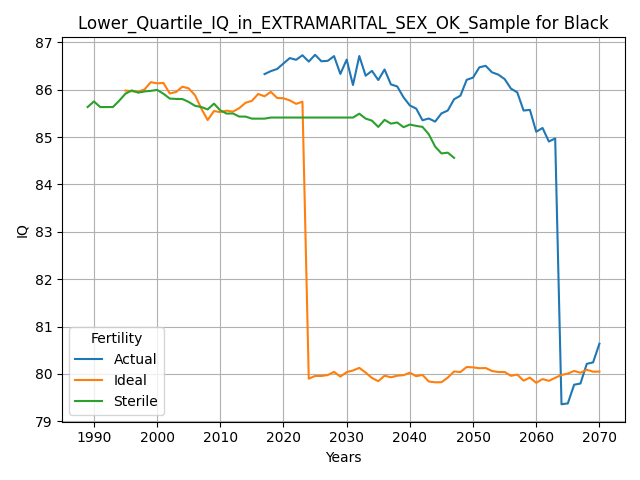 Lower_Quartile_IQ_in_EXTRAMARITAL_SEX_OK_Sample for Black
87
86
85
84
83
82
81
80
79
IQ
Fertility
Actual
Ideal
Sterile
1990 2000 2010 2020 2030 2040 2050 2060 2070
Years